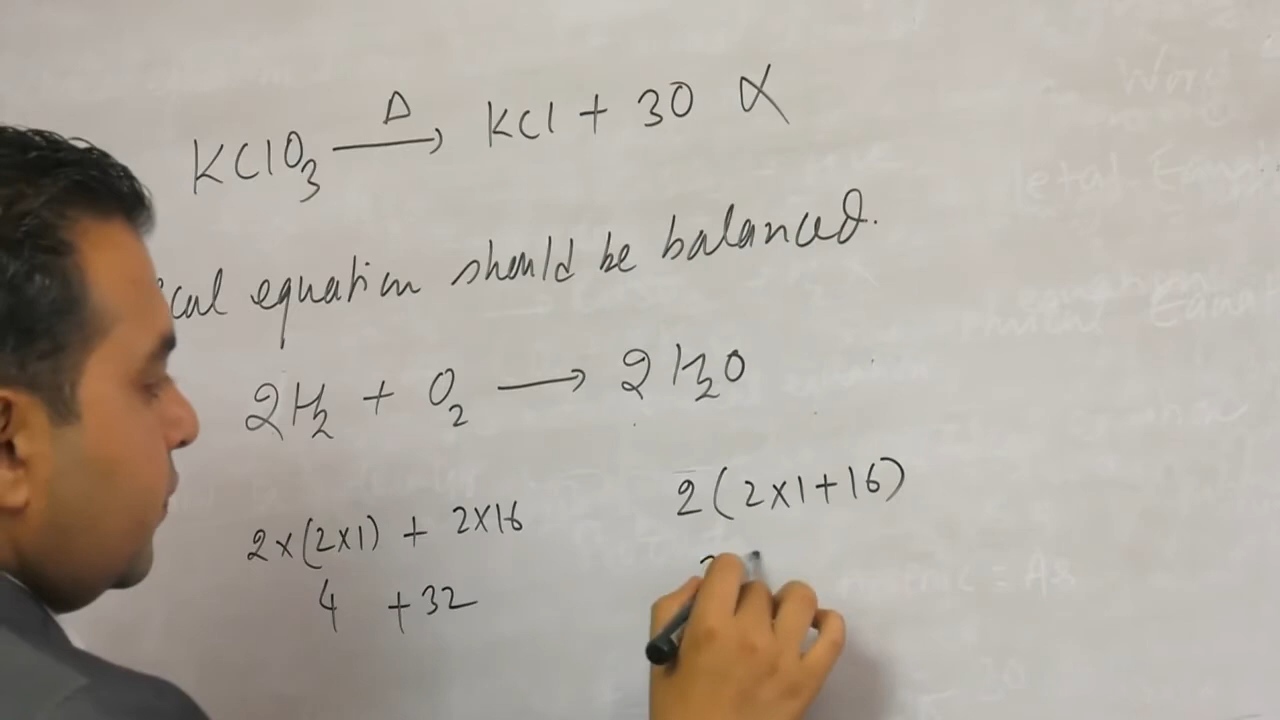 KClO₃ —Δ→ KCl + 3O X
equation should be balanced.
2H₂ + O₂ ⟶ 2H₂O
2×(2×1) + 2×16
2(2×1+16)
4 +32